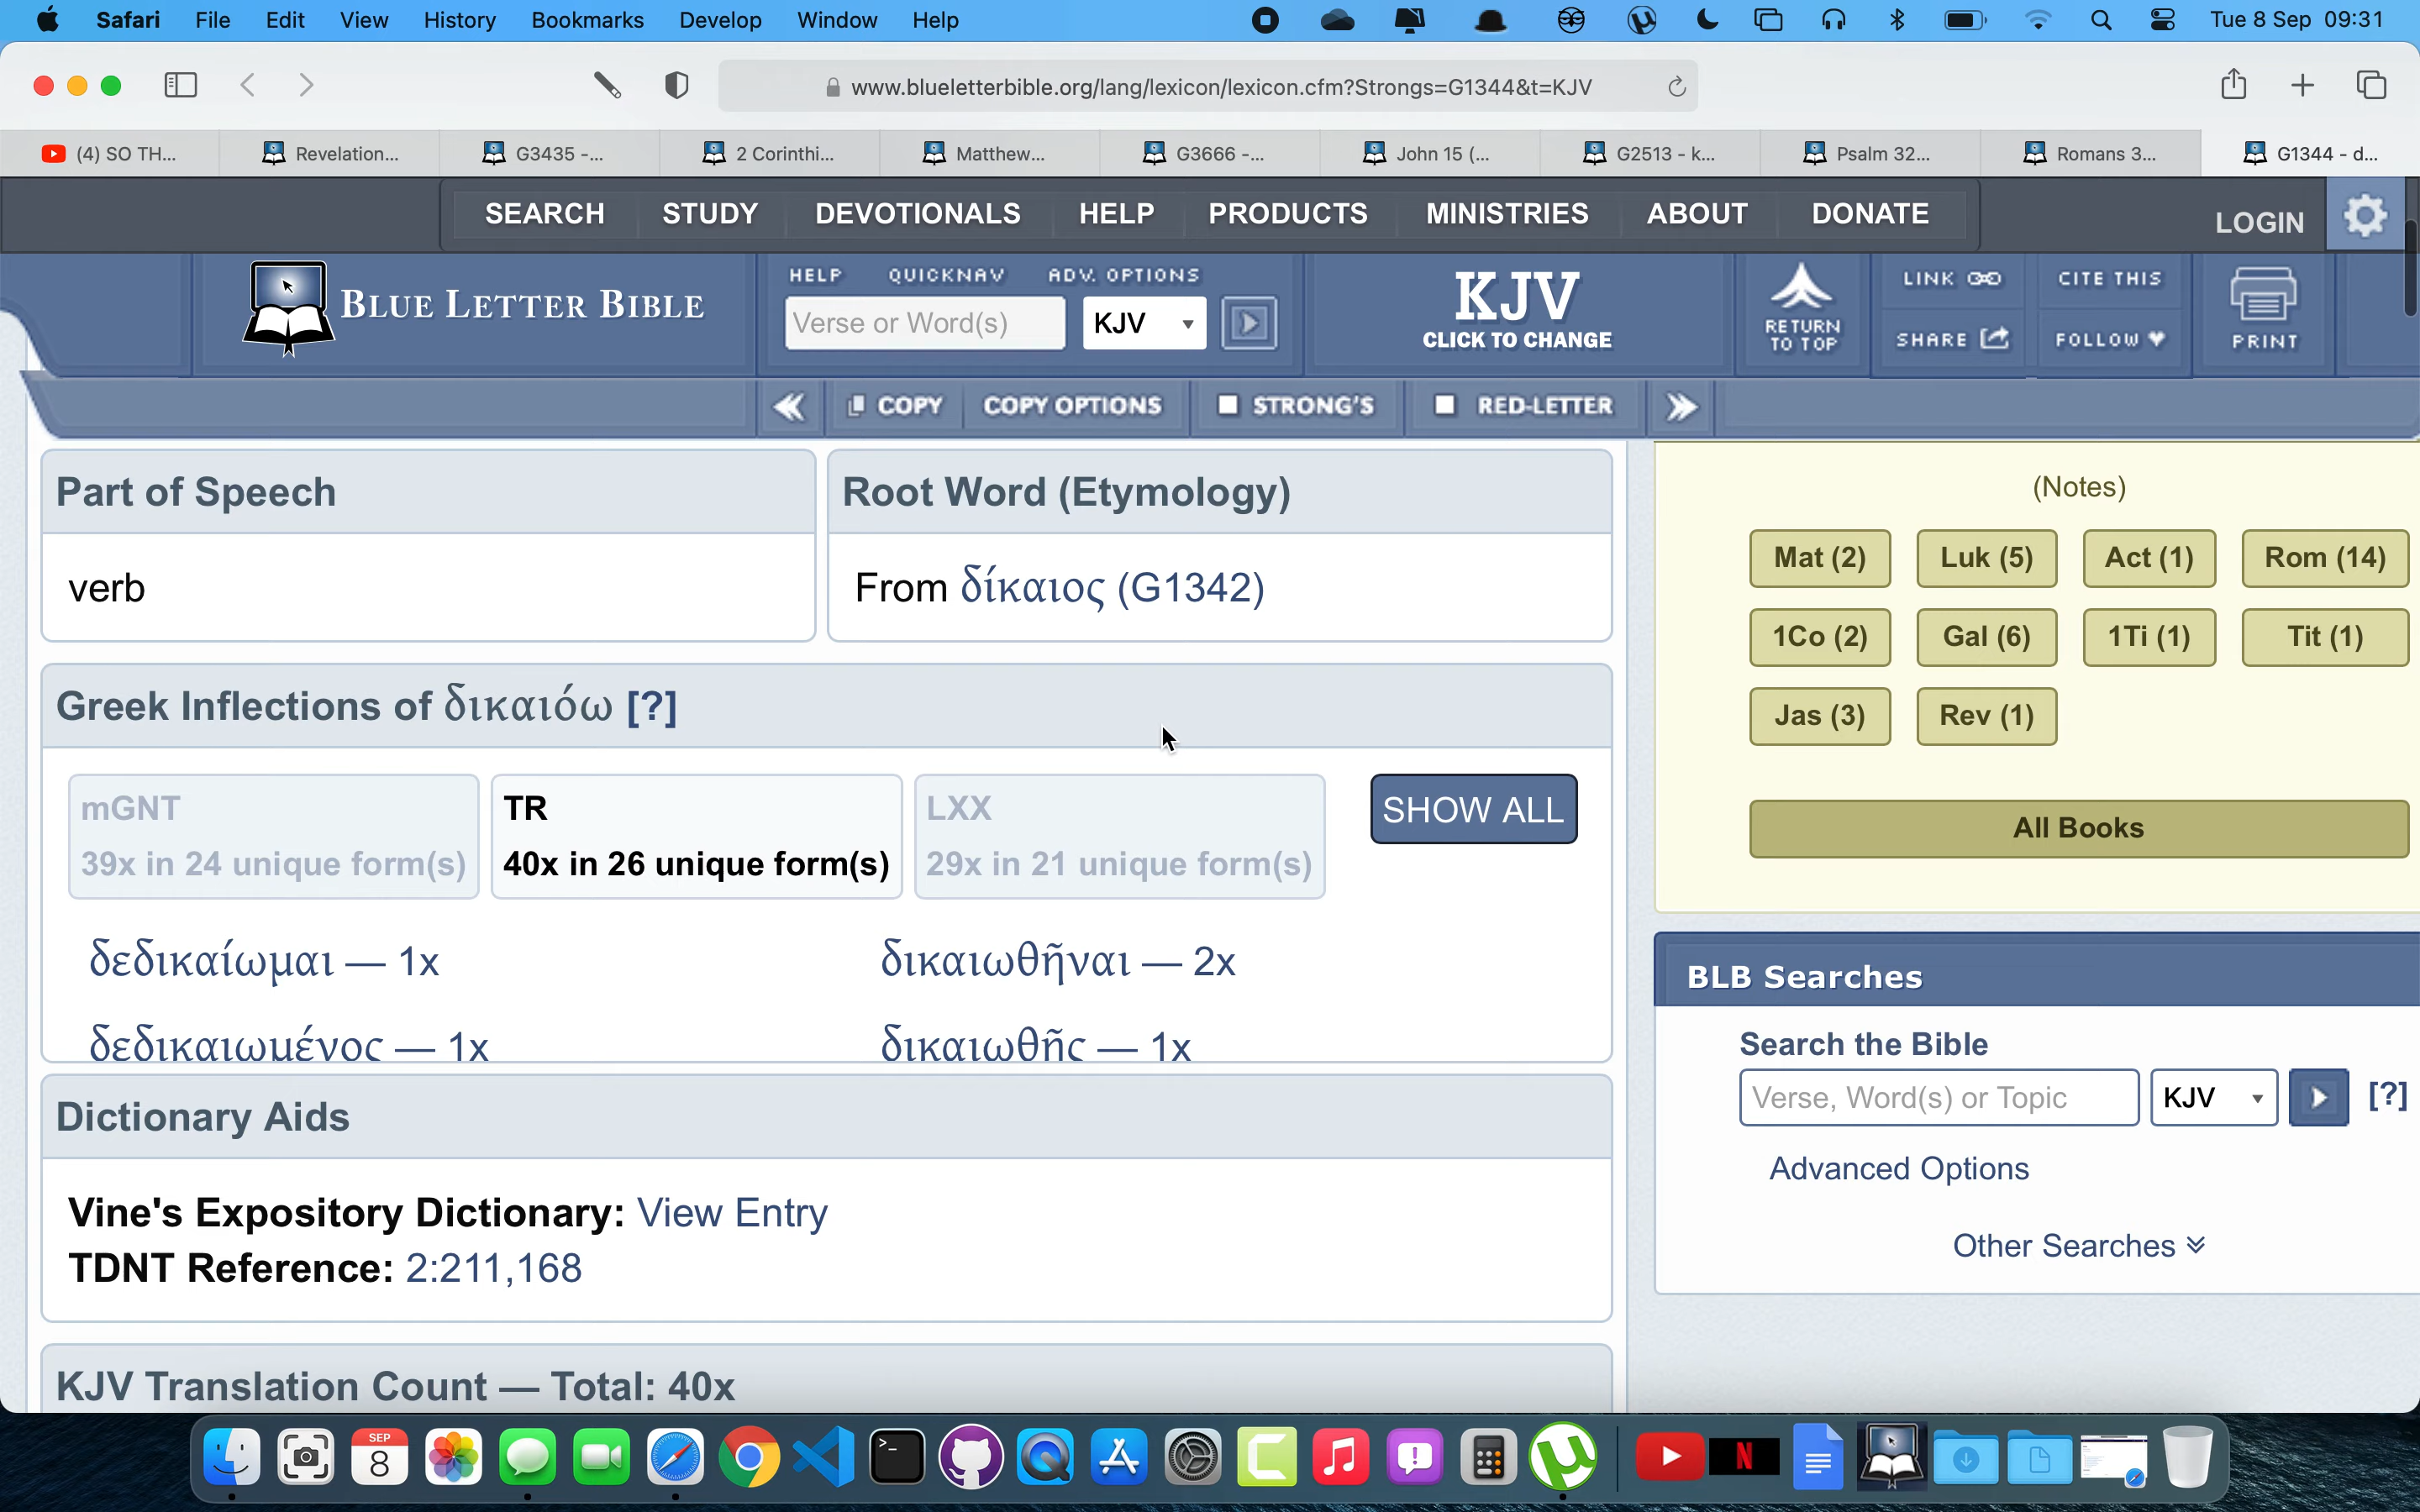 Safari File Edit View History Bookmarks Develop Window Help Tue 8 Sep 09:31
www.blueletterbible.org/lang/lexicon/lexicon.cfm?Strongs=G1344&t=KJV
(4) SO TH... Revelation... G3435 -... 2 Corinthi... Matthew... G3666 -... John 15 (... G2513 - k... Psalm 32... Romans 3... G1344 - d...
SEARCH STUDY DEVOTIONALS HELP PRODUCTS MINISTRIES ABOUT DONATE LOGIN
BLUE LETTER BIBLE
HELP QUICKNAV ADV. OPTIONS
Verse or Word(s) KJV
KJV
CLICK TO CHANGE
RETURN
TO TOP
LINK CITE THIS
SHARE FOLLOW
PRINT
COPY COPY OPTIONS STRONG'S RED-LETTER
Part of Speech
verb
Root Word (Etymology)
From δίκαιος (G1342)
Greek Inflections of δικαιόω [?]
mGNT
39x in 24 unique form(s)
TR
40x in 26 unique form(s)
LXX
29x in 21 unique form(s)
SHOW ALL
δεδικαίωμαι — 1x δικαιωθῆναι — 2x
δεδικαιωμένος — 1x δικαιωθῇς — 1x
Dictionary Aids
Vine's Expository Dictionary: View Entry
TDNT Reference: 2:211,168
KJV Translation Count — Total: 40x
(Notes)
Mat (2) Luk (5) Act (1) Rom (14)
1Co (2) Gal (6) 1Ti (1) Tit (1)
Jas (3) Rev (1)
All Books
BLB Searches
Search the Bible
Verse, Word(s) or Topic KJV [?]
Advanced Options
Other Searches
SEP
8